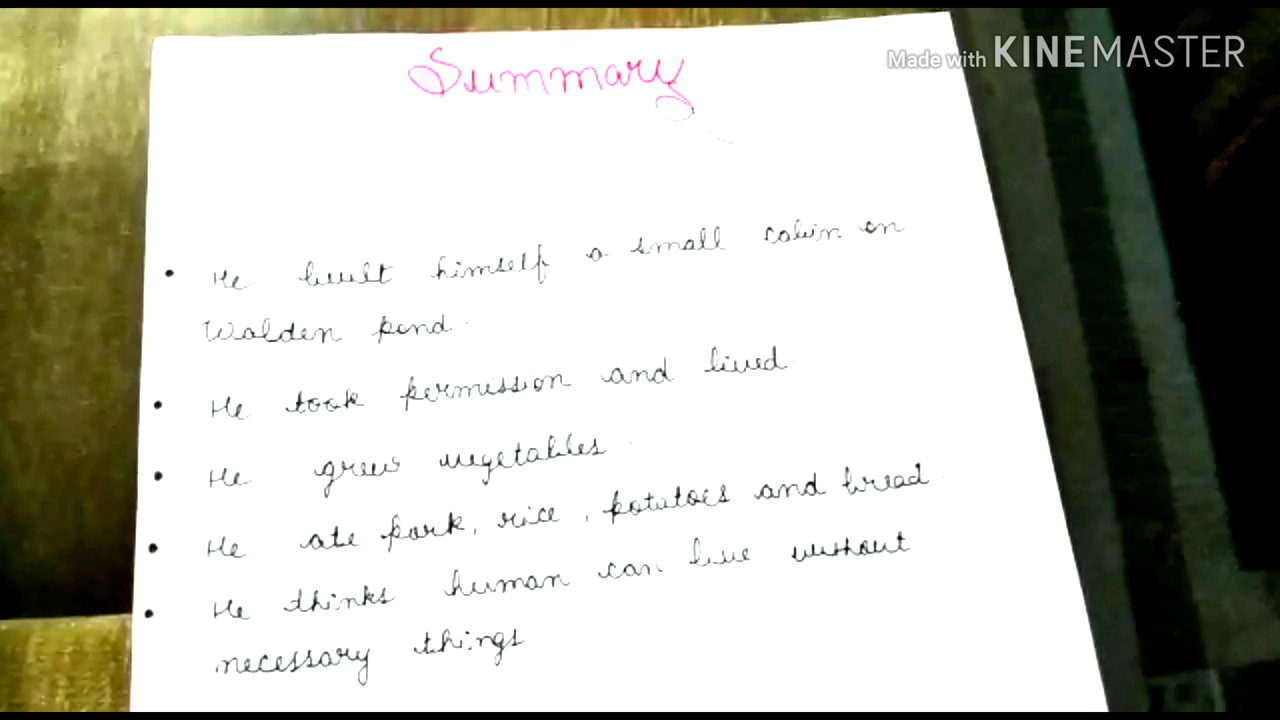 Made with KINEMASTER
Summary
• He built himself a small cabin on
Walden pond.
• He took permission and lived
• He grew vegetables.
• He ate pork, rice, potatoes and bread.
• He thinks human can live without
necessary things